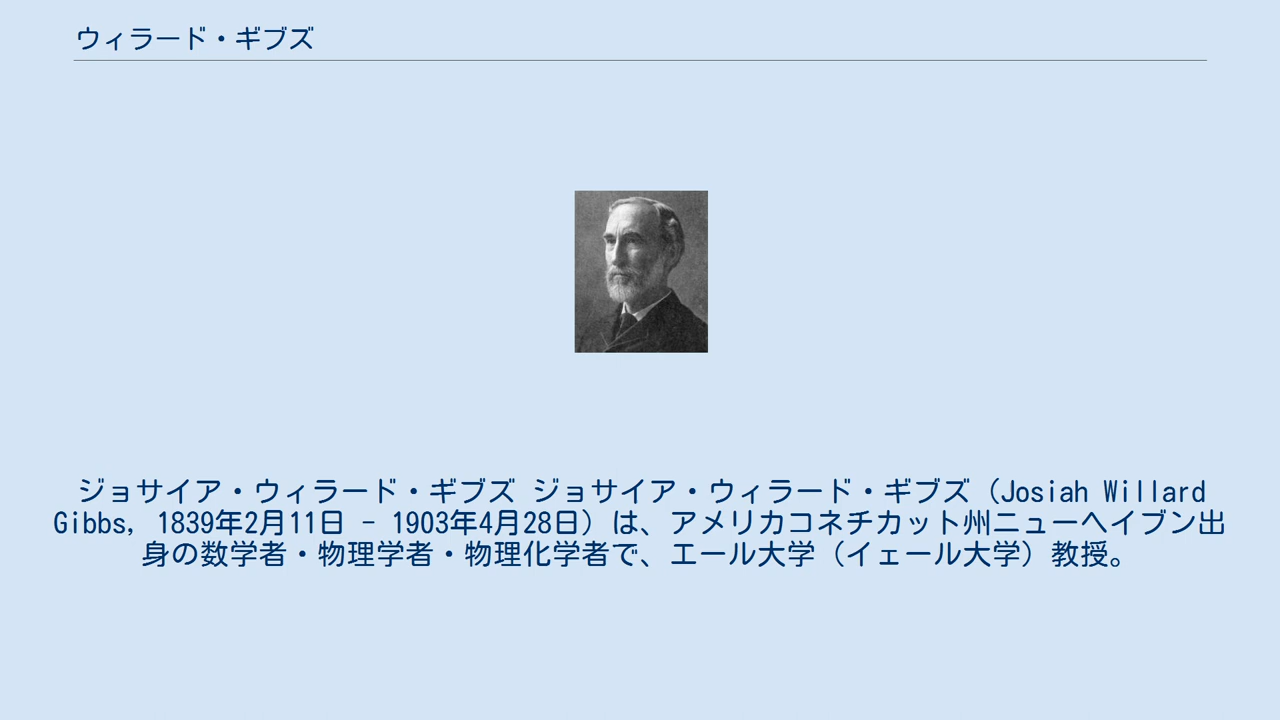 ウィラード・ギブズ
ジョサイア・ウィラード・ギブズ ジョサイア・ウィラード・ギブズ（Josiah Willard
Gibbs, 1839年2月11日 - 1903年4月28日）は、アメリカコネチカット州ニューヘイブン出
身の数学者・物理学者・物理化学者で、エール大学（イェール大学）教授。